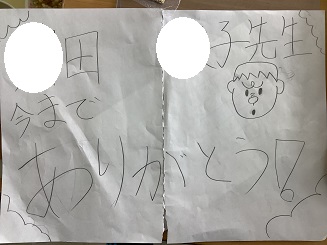 田 子先生
今まで
ありがとう!